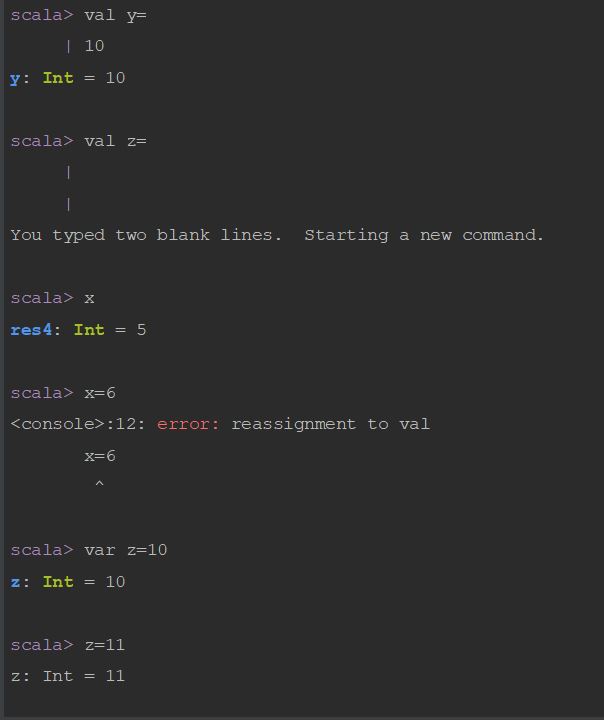 scala> val y=
     | 10
y: Int = 10
scala> val z=
     |
     |
You typed two blank lines.  Starting a new command.
scala> x
res4: Int = 5
scala> x=6
<console>:12: error: reassignment to val
       x=6
        ^
scala> var z=10
z: Int = 10
scala> z=11
z: Int = 11